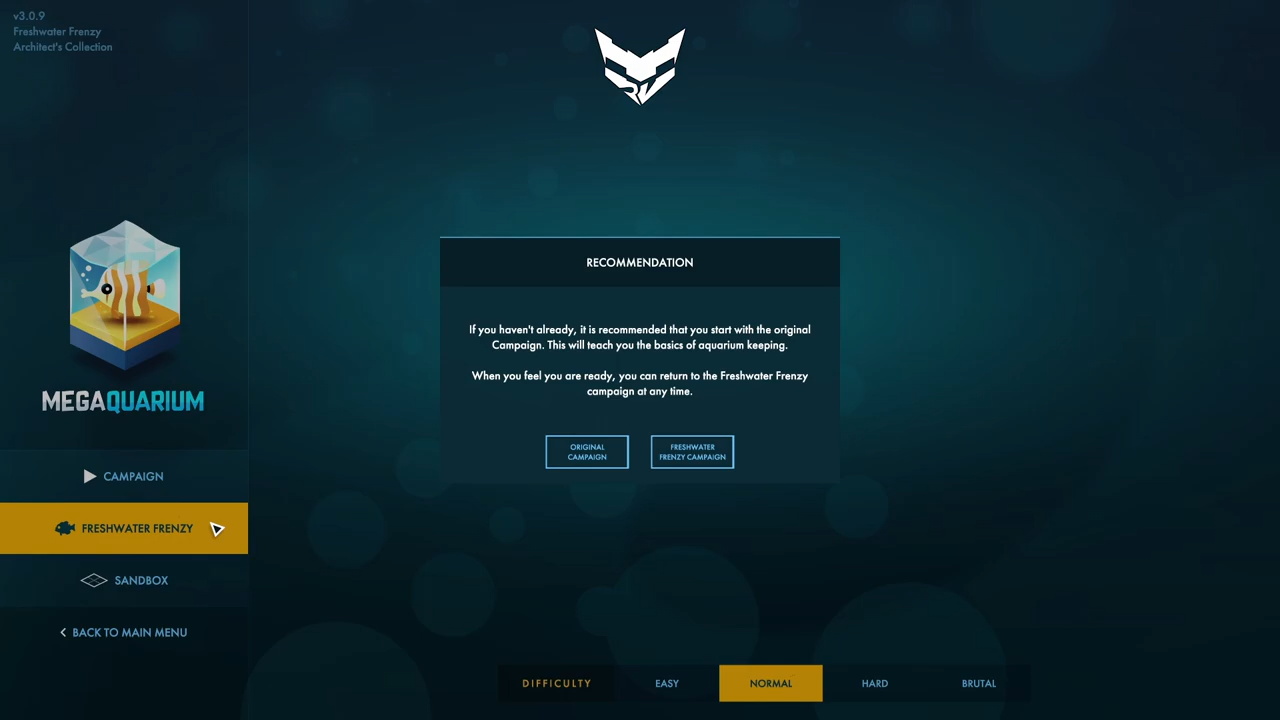 v3.0.9
Freshwater Frenzy
Architect's Collection
RECOMMENDATION
If you haven't already, it is recommended that you start with the original
Campaign. This will teach you the basics of aquarium keeping.
When you feel you are ready, you can return to the Freshwater Frenzy
campaign at any time.
ORIGINAL
CAMPAIGN
FRESHWATER
FRENZY CAMPAIGN
MEGAQUARIUM
CAMPAIGN
FRESHWATER FRENZY
SANDBOX
BACK TO MAIN MENU
DIFFICULTY
EASY
NORMAL
HARD
BRUTAL